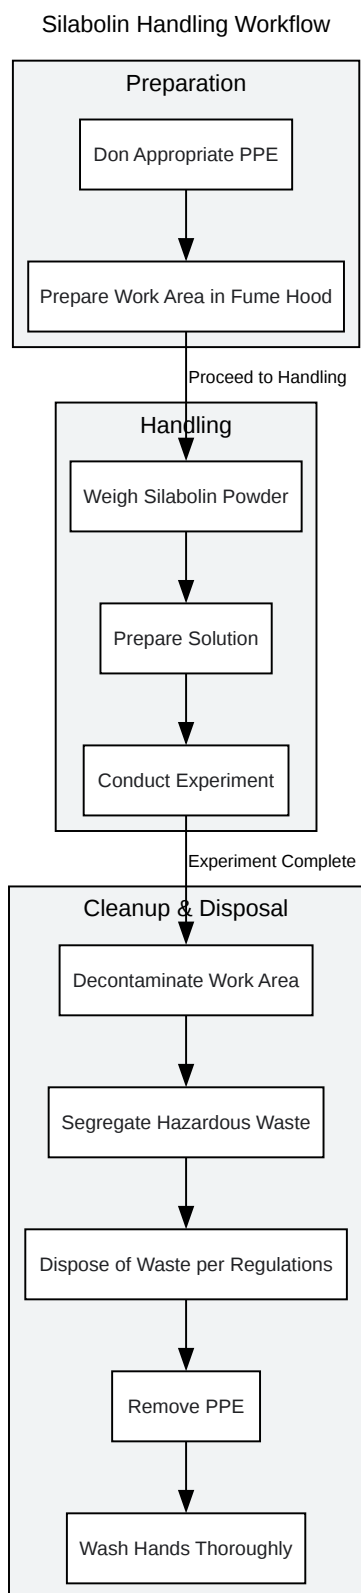 Silabolin Handling Workflow
Preparation
Don Appropriate PPE
Prepare Work Area in Fume Hood
Proceed to Handling
Handling
Weigh Silabolin Powder
Prepare Solution
Conduct Experiment
Experiment Complete
Cleanup & Disposal
Decontaminate Work Area
Segregate Hazardous Waste
Dispose of Waste per Regulations
Remove PPE
Wash Hands Thoroughly